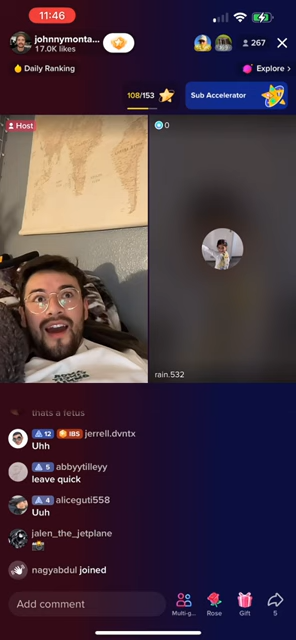 11:46
johnnymonta...
17.0K likes
267
Daily Ranking
Explore >
108/153
Sub Accelerator
Host
0
rain.532
thats a fetus
12 IBS jerrell.dvntx
Uhh
5 abbyytilleyy
leave quick
4 aliceguti558
Uuh
jalen_the_jetplane
nagyabdul joined
Add comment
Multi-g...
Rose
Gift
5